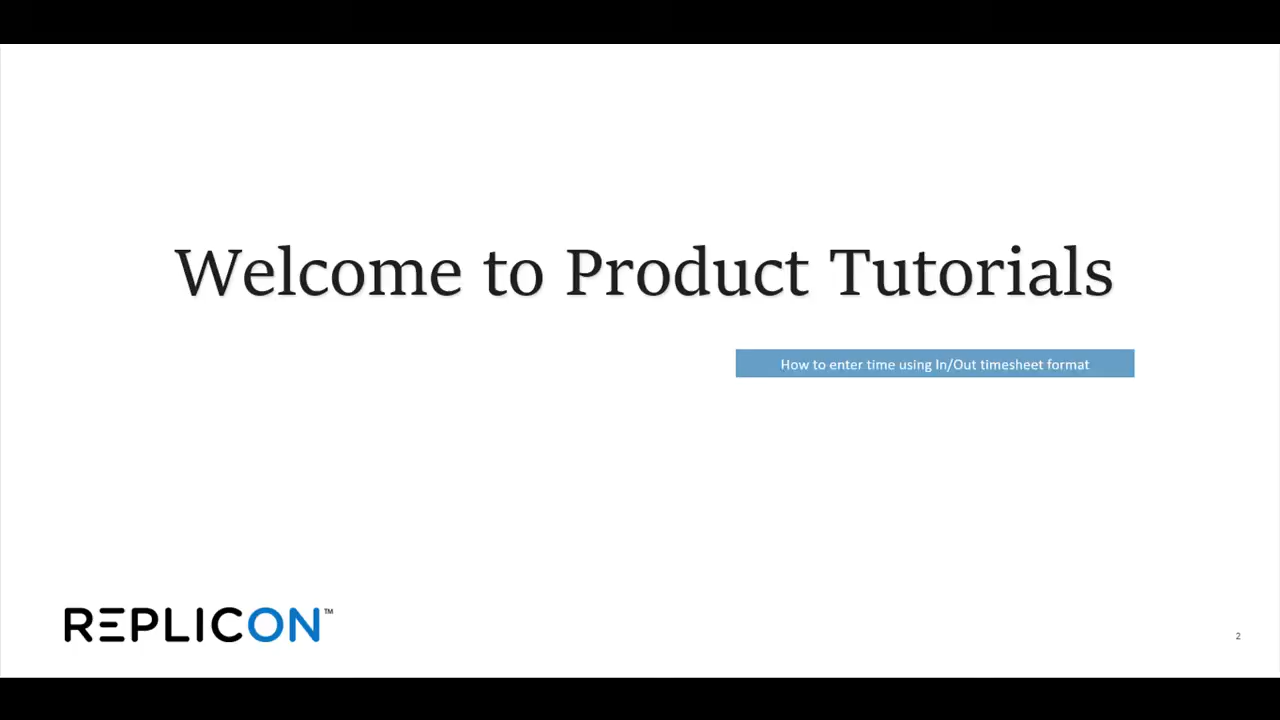 Welcome to Product Tutorials
How to enter time using In/Out timesheet format
REPLICON™
2